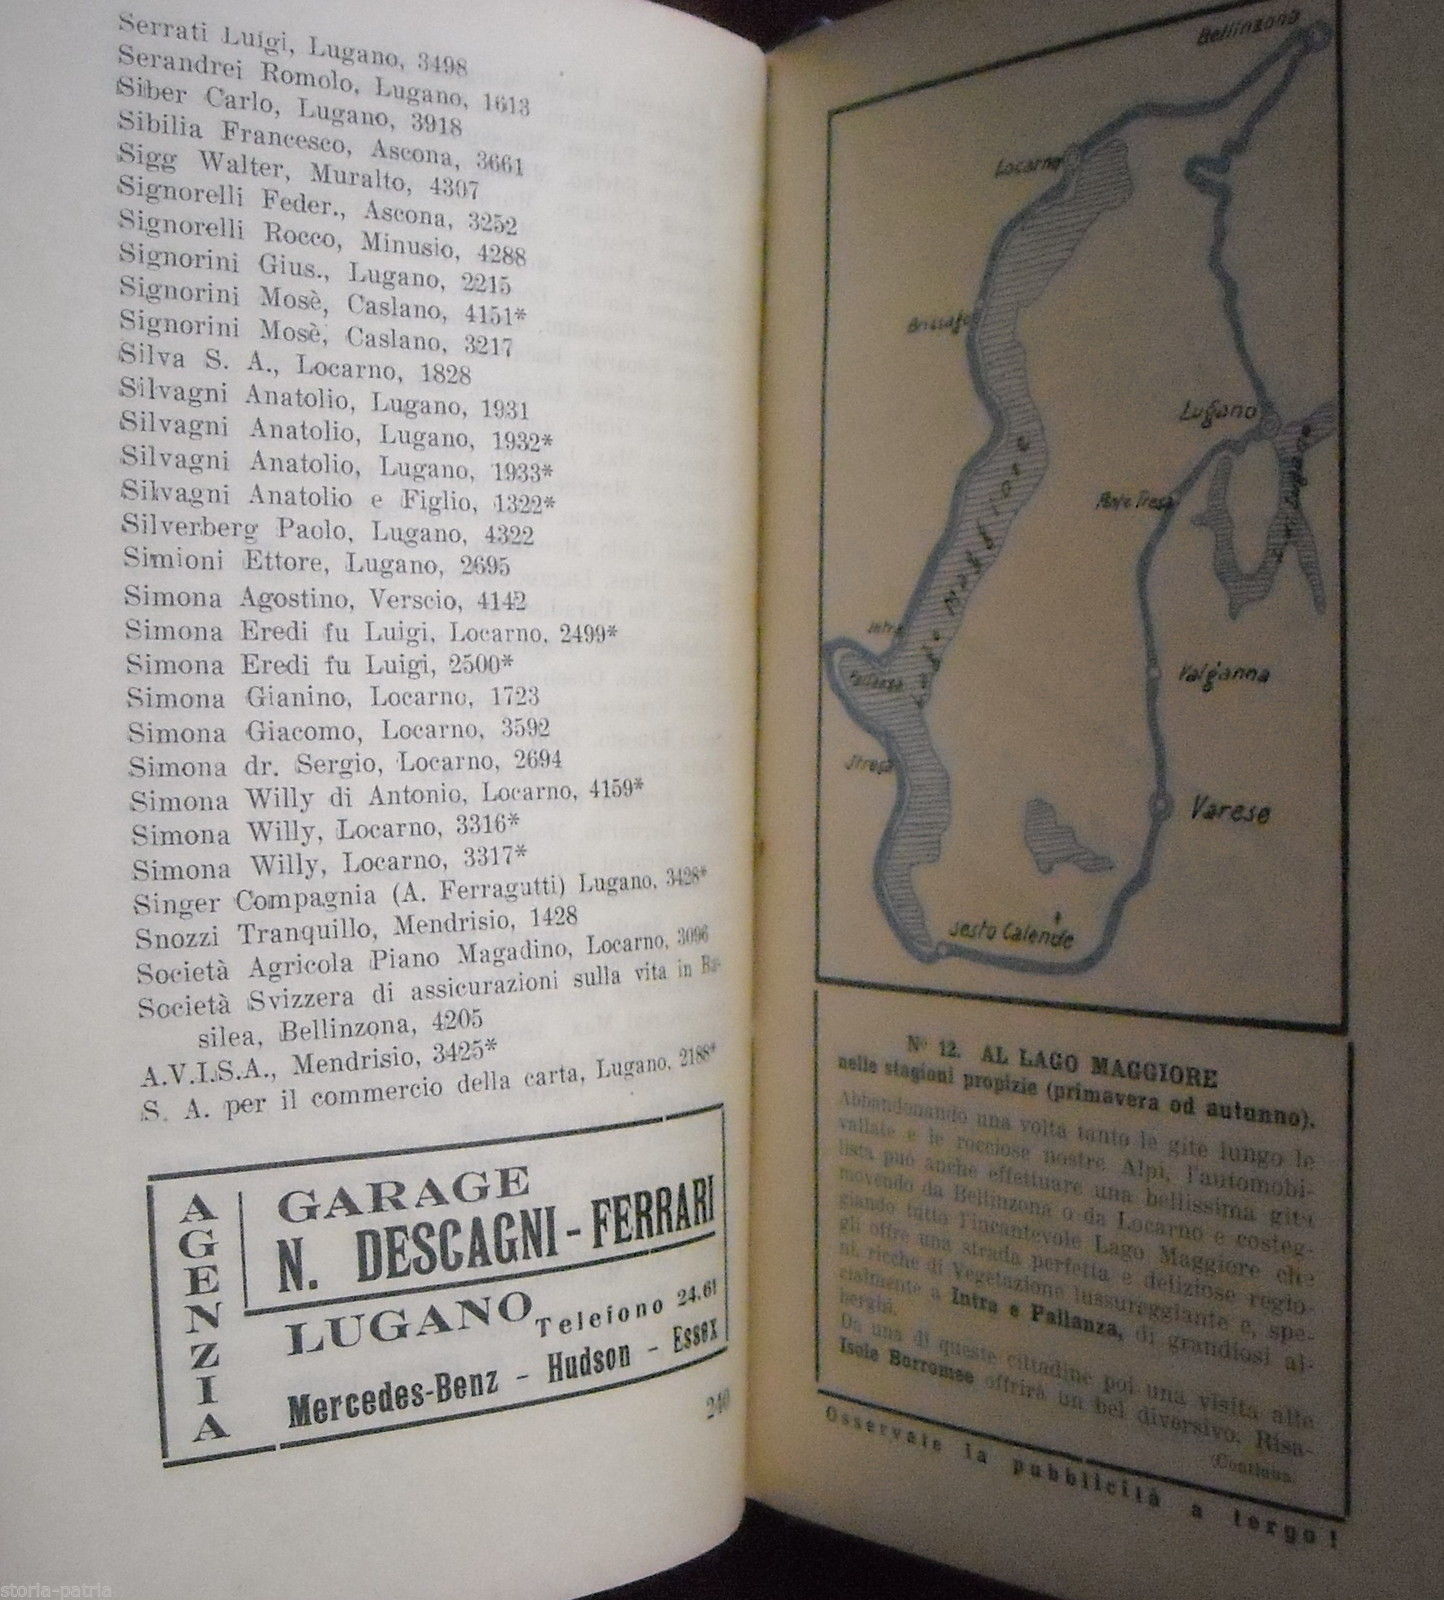 Serrati Luigi, Lugano, 3498
Serandrei Romolo, Lugano, 1613
Siber Carlo, Lugano, 3918
Sibilia Francesco, Ascona, 3661
Sigg Walter, Muralto, 4307
Signorelli Feder., Ascona, 3252
Signorelli Rocco, Minusio, 4288
Signorini Gius., Lugano, 2215
Signorini Mosè, Caslano, 4151*
Signorini Mosè, Caslano, 3217
Silva S. A., Locarno, 1828
Silvagni Anatolio, Lugano, 1931
Silvagni Anatolio, Lugano, 1932*
Silvagni Anatolio, Lugano, 1933*
Silvagni Anatolio e Figlio, 1322*
Silverberg Paolo, Lugano, 4322
Simioni Ettore, Lugano, 2695
Simona Agostino, Verscio, 4142
Simona Eredi fu Luigi, Locarno, 2499*
Simona Eredi fu Luigi, 2500*
Simona Gianino, Locarno, 1723
Simona Giacomo, Locarno, 3592
Simona dr. Sergio, Locarno, 2694
Simona Willy di Antonio, Locarno, 4159*
Simona Willy, Locarno, 3316*
Simona Willy, Locarno, 3317*
Singer Compagnia (A. Ferragutti) Lugano, 3428*
Snozzi Tranquillo, Mendrisio, 1428
Società Agricola Piano Magadino, Locarno, 3096
Società Svizzera di assicurazioni sulla vita in Ba-
silea, Bellinzona, 4205
A.V.I.S.A., Mendrisio, 3425*
S. A. per il commercio della carta, Lugano, 2188*
AGENZIA
GARAGE
N. DESCAGNI - FERRARI
LUGANO
Telefono 24.61
Mercedes-Benz - Hudson - Essex
240
Bellinzona
Locarno
Brissago
Lugano
Lago Lugano
Ponte Tresa
Lago Maggiore
Intra
Pallanza
Valganna
Stresa
Varese
Sesto Calende
N° 12. AL LAGO MAGGIORE
nelle stagioni propizie (primavera od autunno).
Abbandonando una volta tanto le gite lungo le
vallate e le rocciose nostre Alpi, l'automobi-
lista può anche effettuare una bellissima gita
movendo da Bellinzona o da Locarno e costeg-
giando tutto l'incantevole Lago Maggiore che
gli offre una strada perfetta e deliziose regio-
ni, ricche di Vegetazione lussureggiante e, spe-
cialmente a Intra e Pallanza, di grandiosi al-
berghi.
Da una di queste cittadine poi una visita alle
Isole Borromee offrirà un bel diversivo. Risa-
(Continua.
Osservate la pubblicità a tergo!
storia-patria